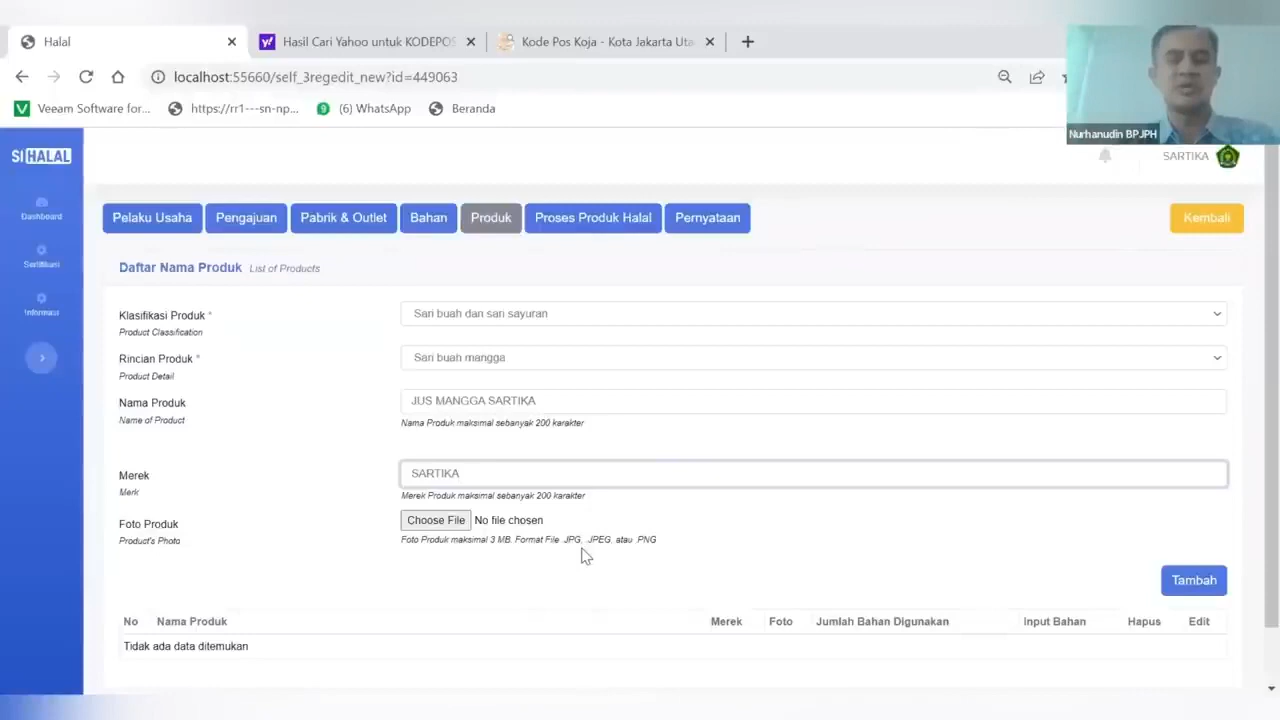 Halal
Hasil Cari Yahoo untuk KODEPOS
Kode Pos Koja - Kota Jakarta Uta
localhost:55660/self_3regedit_new?id=449063
Veeam Software for...
https://rr1---sn-np...
(6) WhatsApp
Beranda
Nurhanudin BPJPH
SIHALAL
SARTIKA
Dashboard
Sertifikasi
Informasi
Pelaku Usaha
Pengajuan
Pabrik & Outlet
Bahan
Produk
Proses Produk Halal
Pernyataan
Kembali
Daftar Nama Produk List of Products
Klasifikasi Produk *
Product Classification
Sari buah dan sari sayuran
Rincian Produk *
Product Detail
Sari buah mangga
Nama Produk
Name of Product
JUS MANGGA SARTIKA
Nama Produk maksimal sebanyak 200 karakter
Merek
Merk
SARTIKA
Merek Produk maksimal sebanyak 200 karakter
Foto Produk
Product's Photo
Choose File No file chosen
Foto Produk maksimal 3 MB. Format File .JPG, .JPEG, atau .PNG
Tambah
No Nama Produk Merek Foto Jumlah Bahan Digunakan Input Bahan Hapus Edit
Tidak ada data ditemukan